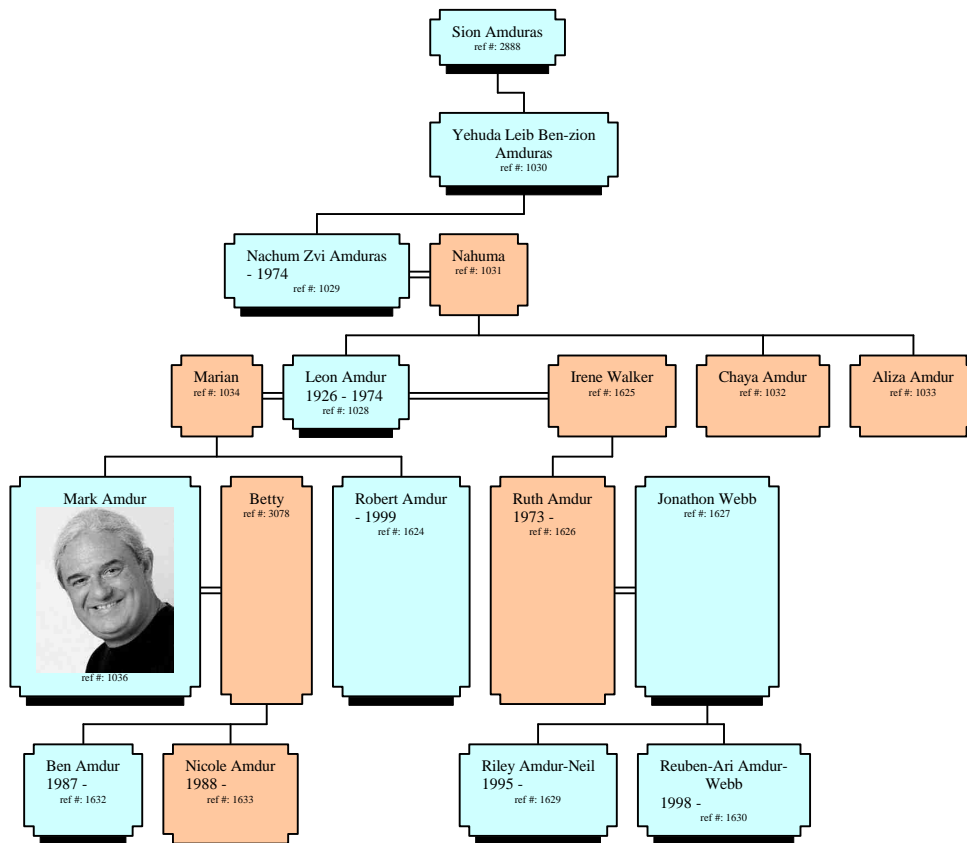 Sion Amduras
ref #: 2888
Yehuda Leib Ben-zion
Amduras
ref #: 1030
Nachum Zvi Amduras
- 1974
ref #: 1029
Nahuma
ref #: 1031
Marian
ref #: 1034
Leon Amdur
1926 - 1974
ref #: 1028
Irene Walker
ref #: 1625
Chaya Amdur
ref #: 1032
Aliza Amdur
ref #: 1033
Mark Amdur
ref #: 1036
Betty
ref #: 3078
Robert Amdur
- 1999
ref #: 1624
Ruth Amdur
1973 -
ref #: 1626
Jonathon Webb
ref #: 1627
Ben Amdur
1987 -
ref #: 1632
Nicole Amdur
1988 -
ref #: 1633
Riley Amdur-Neil
1995 -
ref #: 1629
Reuben-Ari Amdur-
Webb
1998 -
ref #: 1630